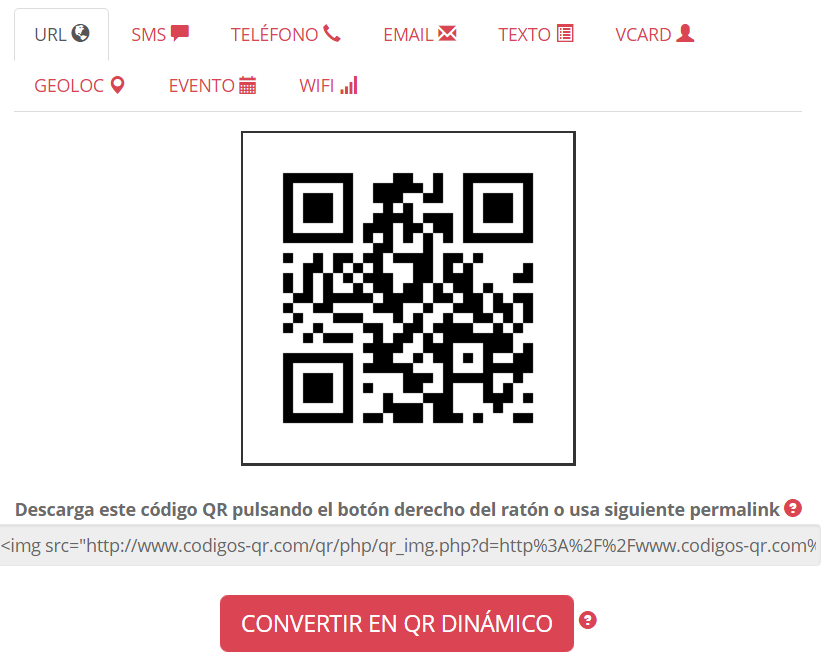 URL SMS TELÉFONO EMAIL TEXTO VCARD
GEOLOC EVENTO WIFI
Descarga este código QR pulsando el botón derecho del ratón o usa siguiente permalink ?
<img src="http://www.codigos-qr.com/qr/php/qr_img.php?d=http%3A%2F%2Fwww.codigos-qr.com%
CONVERTIR EN QR DINÁMICO ?